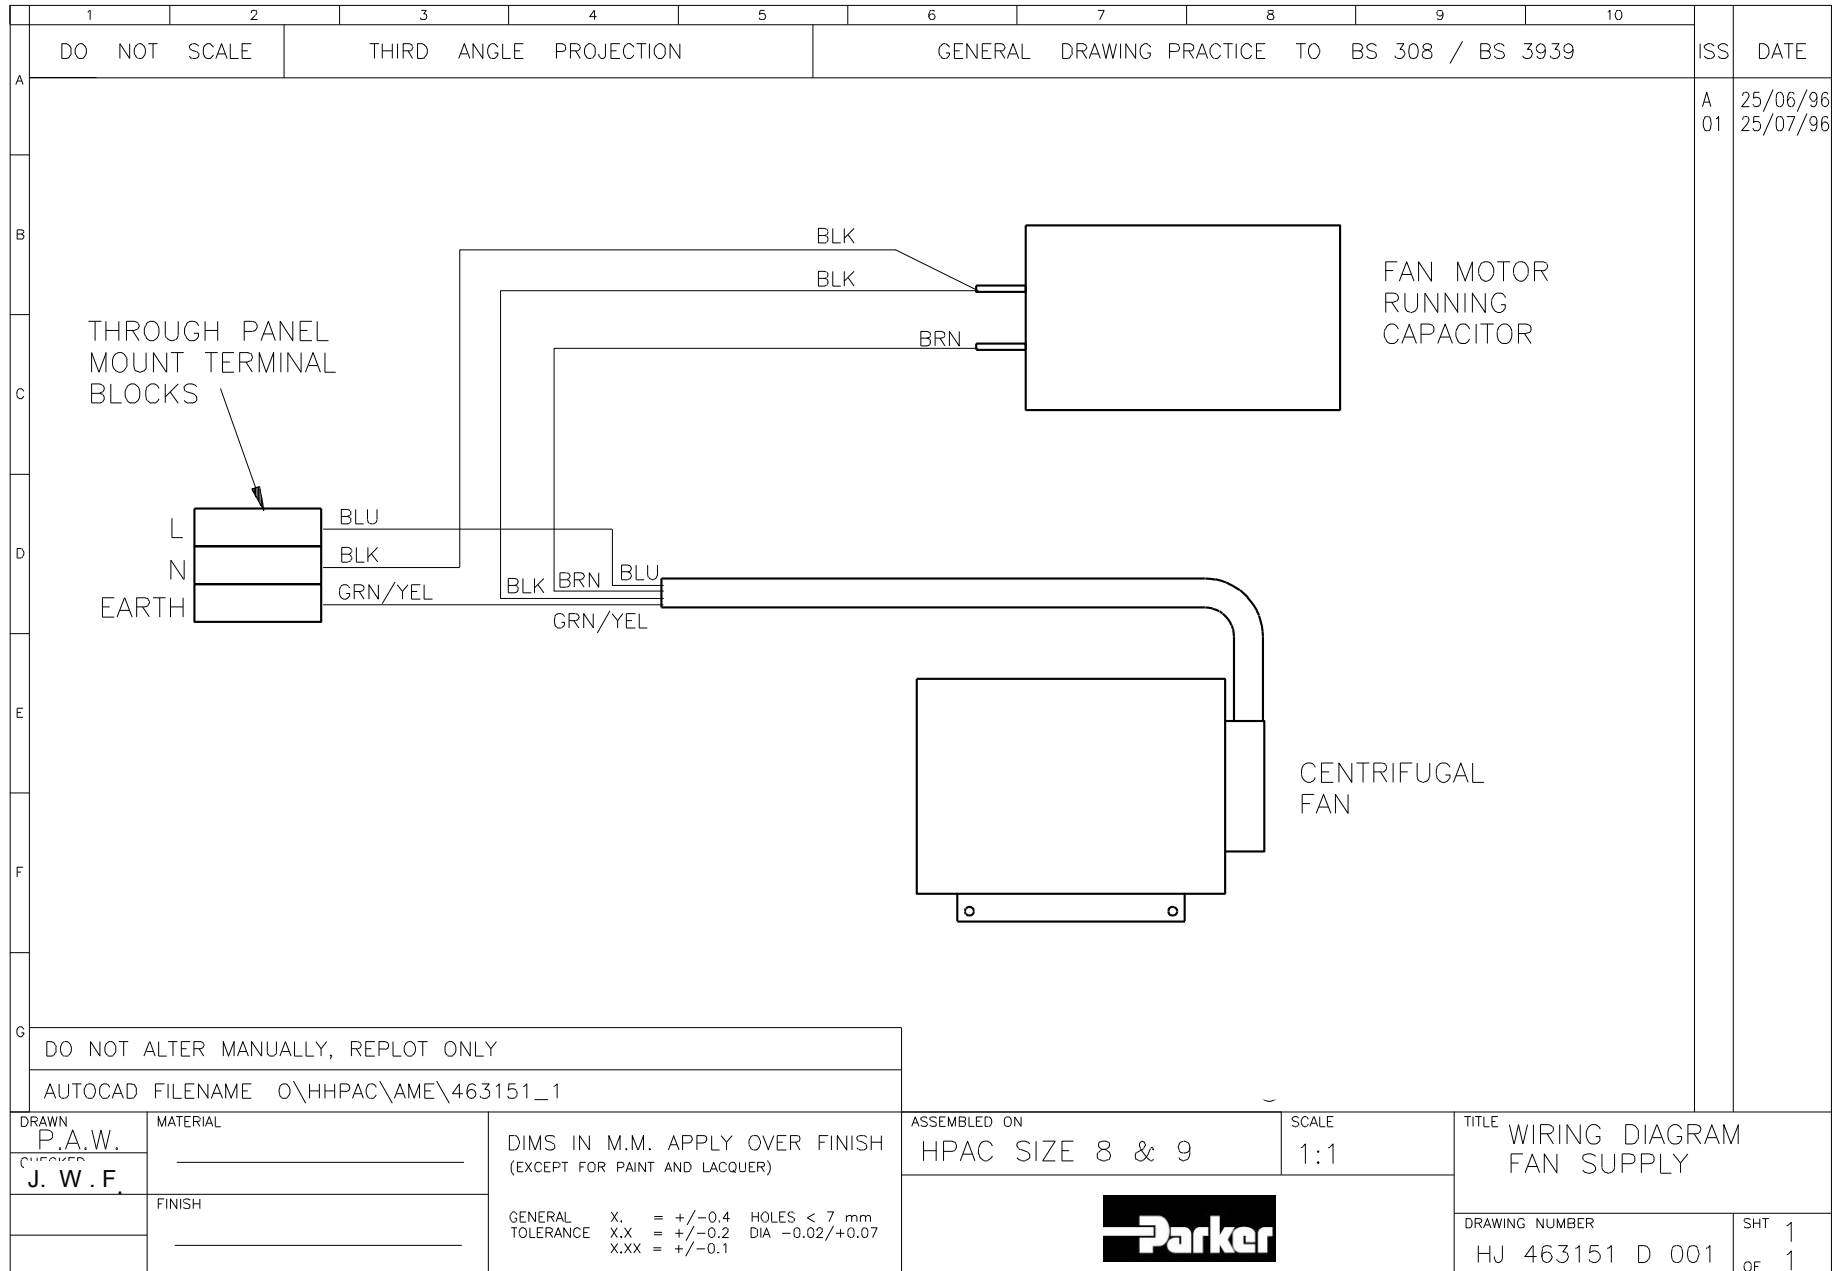 1 2 3 4 5 6 7 8 9 10
DO NOT SCALE
THIRD ANGLE PROJECTION
GENERAL DRAWING PRACTICE TO BS 308 / BS 3939
ISS DATE
A 25/06/96
01 25/07/96
A
B
C
D
E
F
G
BLK
BLK
BRN
FAN MOTOR
RUNNING
CAPACITOR
THROUGH PANEL
MOUNT TERMINAL
BLOCKS
L
N
EARTH
BLU
BLK
GRN/YEL
BLK BRN BLU
GRN/YEL
CENTRIFUGAL
FAN
DO NOT ALTER MANUALLY, REPLOT ONLY
AUTOCAD FILENAME O\HHPAC\AME\463151_1
DRAWN
P.A.W.
CHECKED
J. W . F.
MATERIAL
FINISH
DIMS IN M.M. APPLY OVER FINISH
(EXCEPT FOR PAINT AND LACQUER)
GENERAL X. = +/-0.4 HOLES < 7 mm
TOLERANCE X.X = +/-0.2 DIA -0.02/+0.07
X.XX = +/-0.1
ASSEMBLED ON
HPAC SIZE 8 & 9
SCALE
1:1
Parker
TITLE
WIRING DIAGRAM
FAN SUPPLY
DRAWING NUMBER
HJ 463151 D 001
SHT 1
OF 1